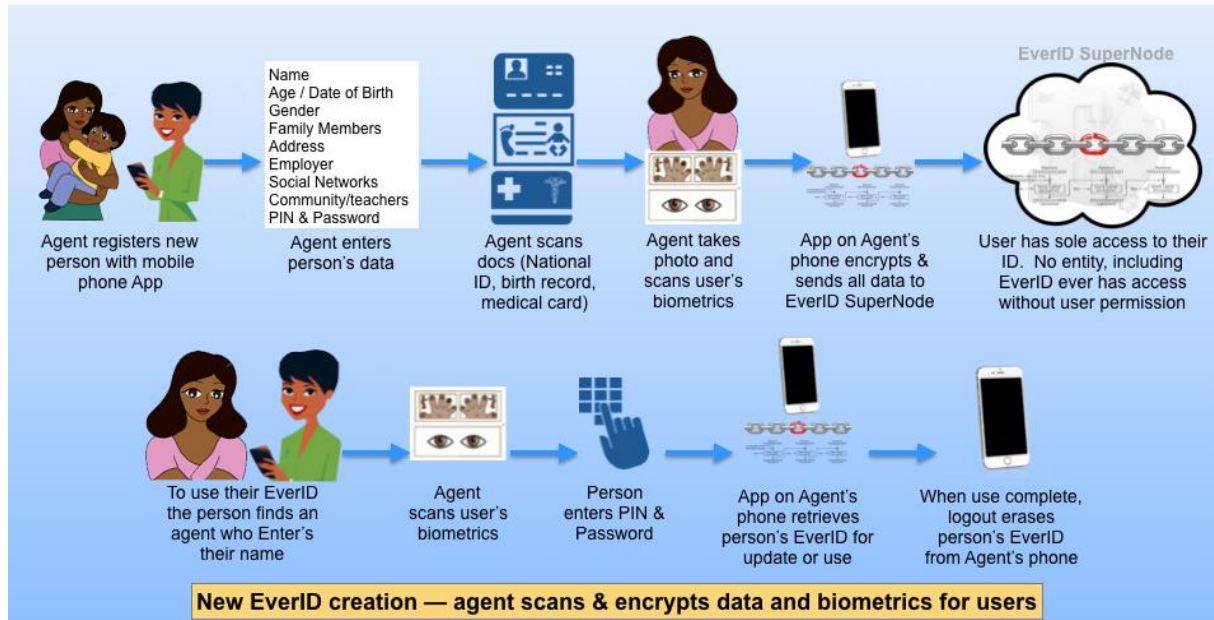 EverID SuperNode
Name
Age / Date of Birth
Gender
Family Members
Address
Employer
Social Networks
Community/teachers
PIN & Password
Agent registers new
person with mobile
phone App
Agent enters
person's data
Agent scans
docs (National
ID, birth record,
medical card)
Agent takes
photo and
scans user's
biometrics
App on Agent's
phone encrypts &
sends all data to
EverID SuperNode
User has sole access to their
ID. No entity, including
EverID ever has access
without user permission
To use their EverID
the person finds an
agent who Enter's
their name
Agent
scans user's
biometrics
Person
enters PIN &
Password
App on Agent's
phone retrieves
person's EverID for
update or use
When use complete,
logout erases
person's EverID
from Agent's phone
New EverID creation — agent scans & encrypts data and biometrics for users